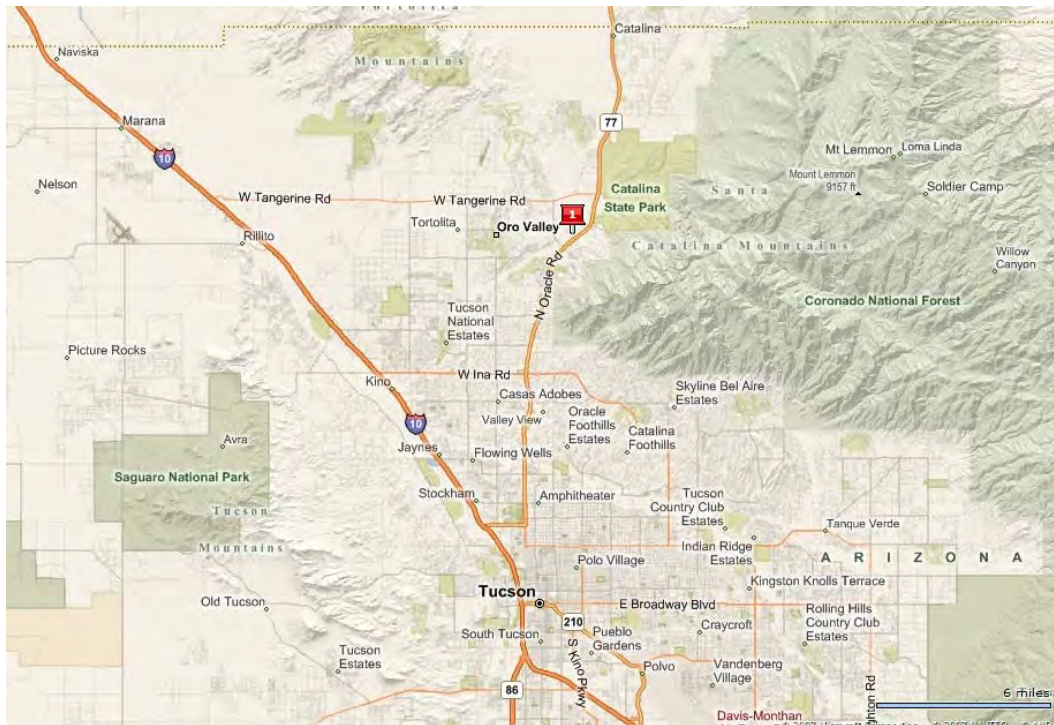 Catalina
Naviska
Mountains
77
Marana
10
Mt Lemmon
Loma Linda
Mount Lemmon
9157 ft
Nelson
W Tangerine Rd
W Tangerine Rd
Catalina
State Park
Santa
Soldier Camp
1
Tortolita
Oro Valley
Rillito
Catalina Mountains
Willow
Canyon
N Oracle Rd
Coronado National Forest
Tucson
National
Estates
Picture Rocks
W Ina Rd
Kino
Casas Adobes
Skyline Bel Aire
Estates
Valley View
Oracle
Foothills
Estates
10
Catalina
Foothills
Avra
Jaynes
Flowing Wells
Saguaro National Park
Stockham
Amphitheater
Tucson
Country Club
Estates
Tucson
Mountains
Tanque Verde
Indian Ridge
Estates
ARIZONA
Polo Village
Kingston Knolls Terrace
Tucson
Old Tucson
E Broadway Blvd
210
Rolling Hills
Country Club
Estates
Craycroft
South Tucson
Pueblo
Gardens
S Kino Pkwy
Tucson
Estates
Polvo
Vandenberg
Village
86
6 miles
Davis-Monthan